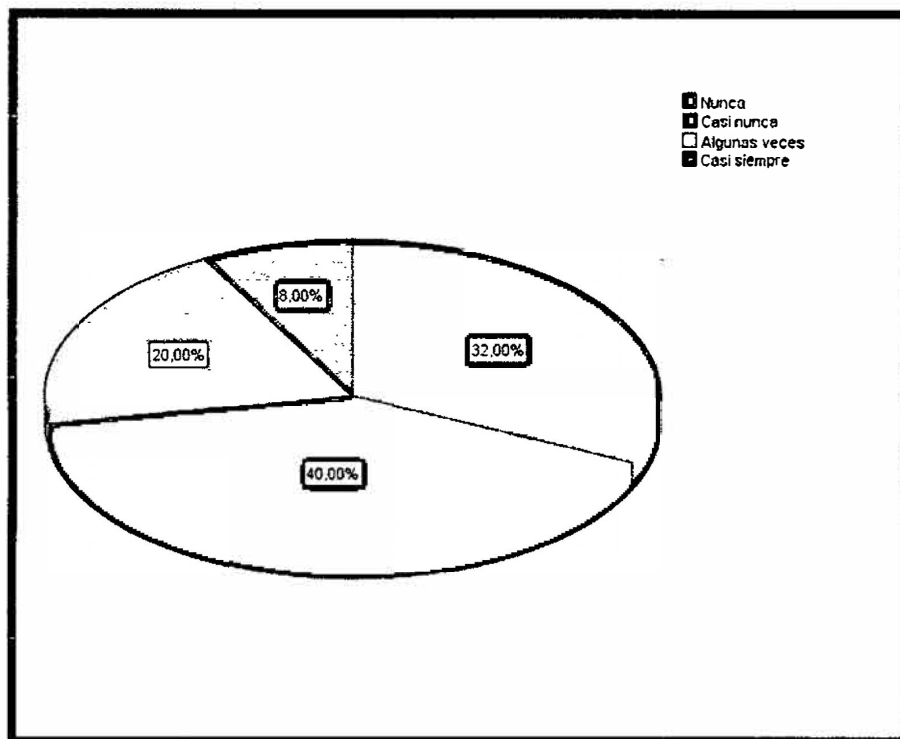 Nunca
Casi nunca
Algunas veces
Casi siempre
8,00%
32,00%
20,00%
40,00%